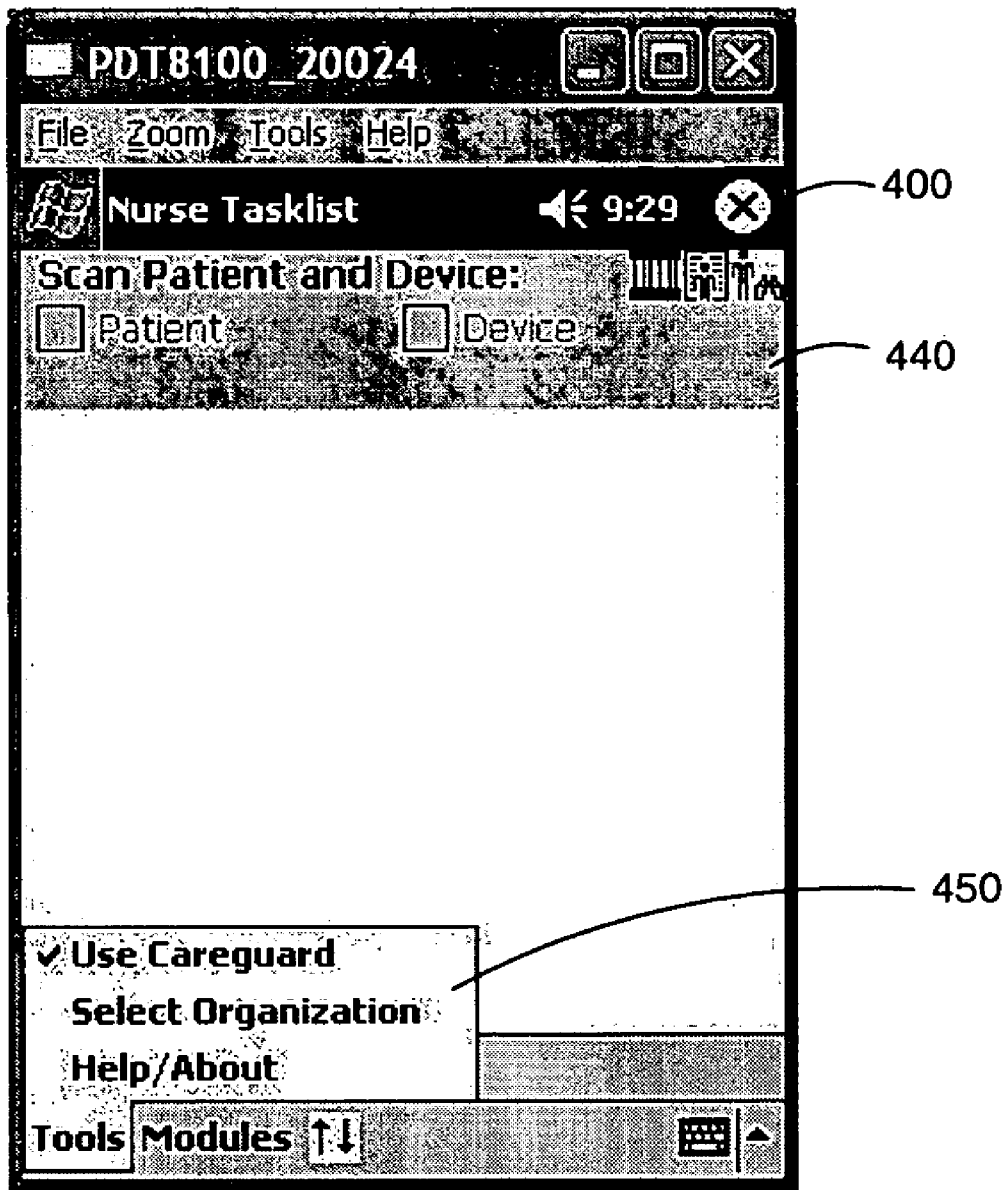 PDT8100_20024
File Zoom Tools Help
Nurse Tasklist 9:29
400
Scan Patient and Device:
Patient Device
440
450
Use Careguard
Select Organization
Help/About
Tools Modules